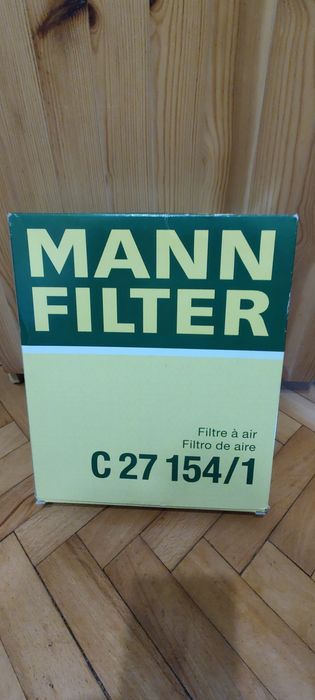 MANN
FILTER
Filtre à air
Filtro de aire
C 27 154/1